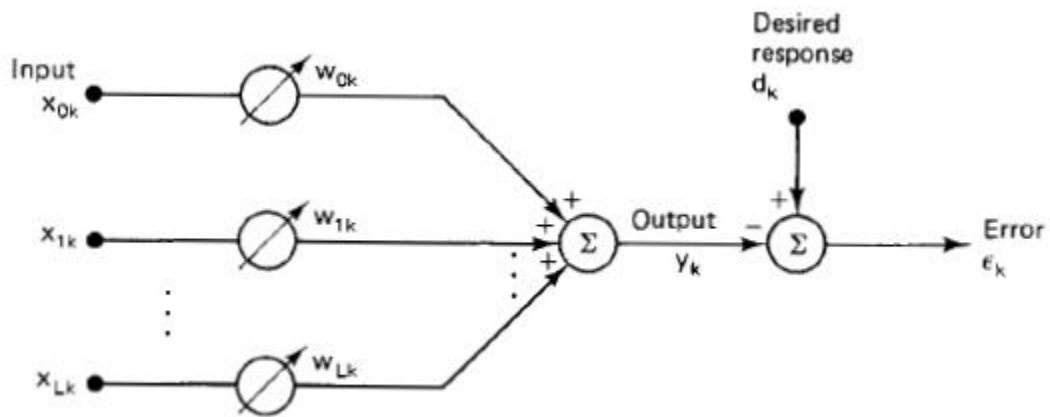 Desired
response
d_k
Input
x_0k
w_0k
+
x_1k
w_1k
+
+
Σ
Output
y_k
−
+
Σ
Error
ϵ_k
x_Lk
w_Lk